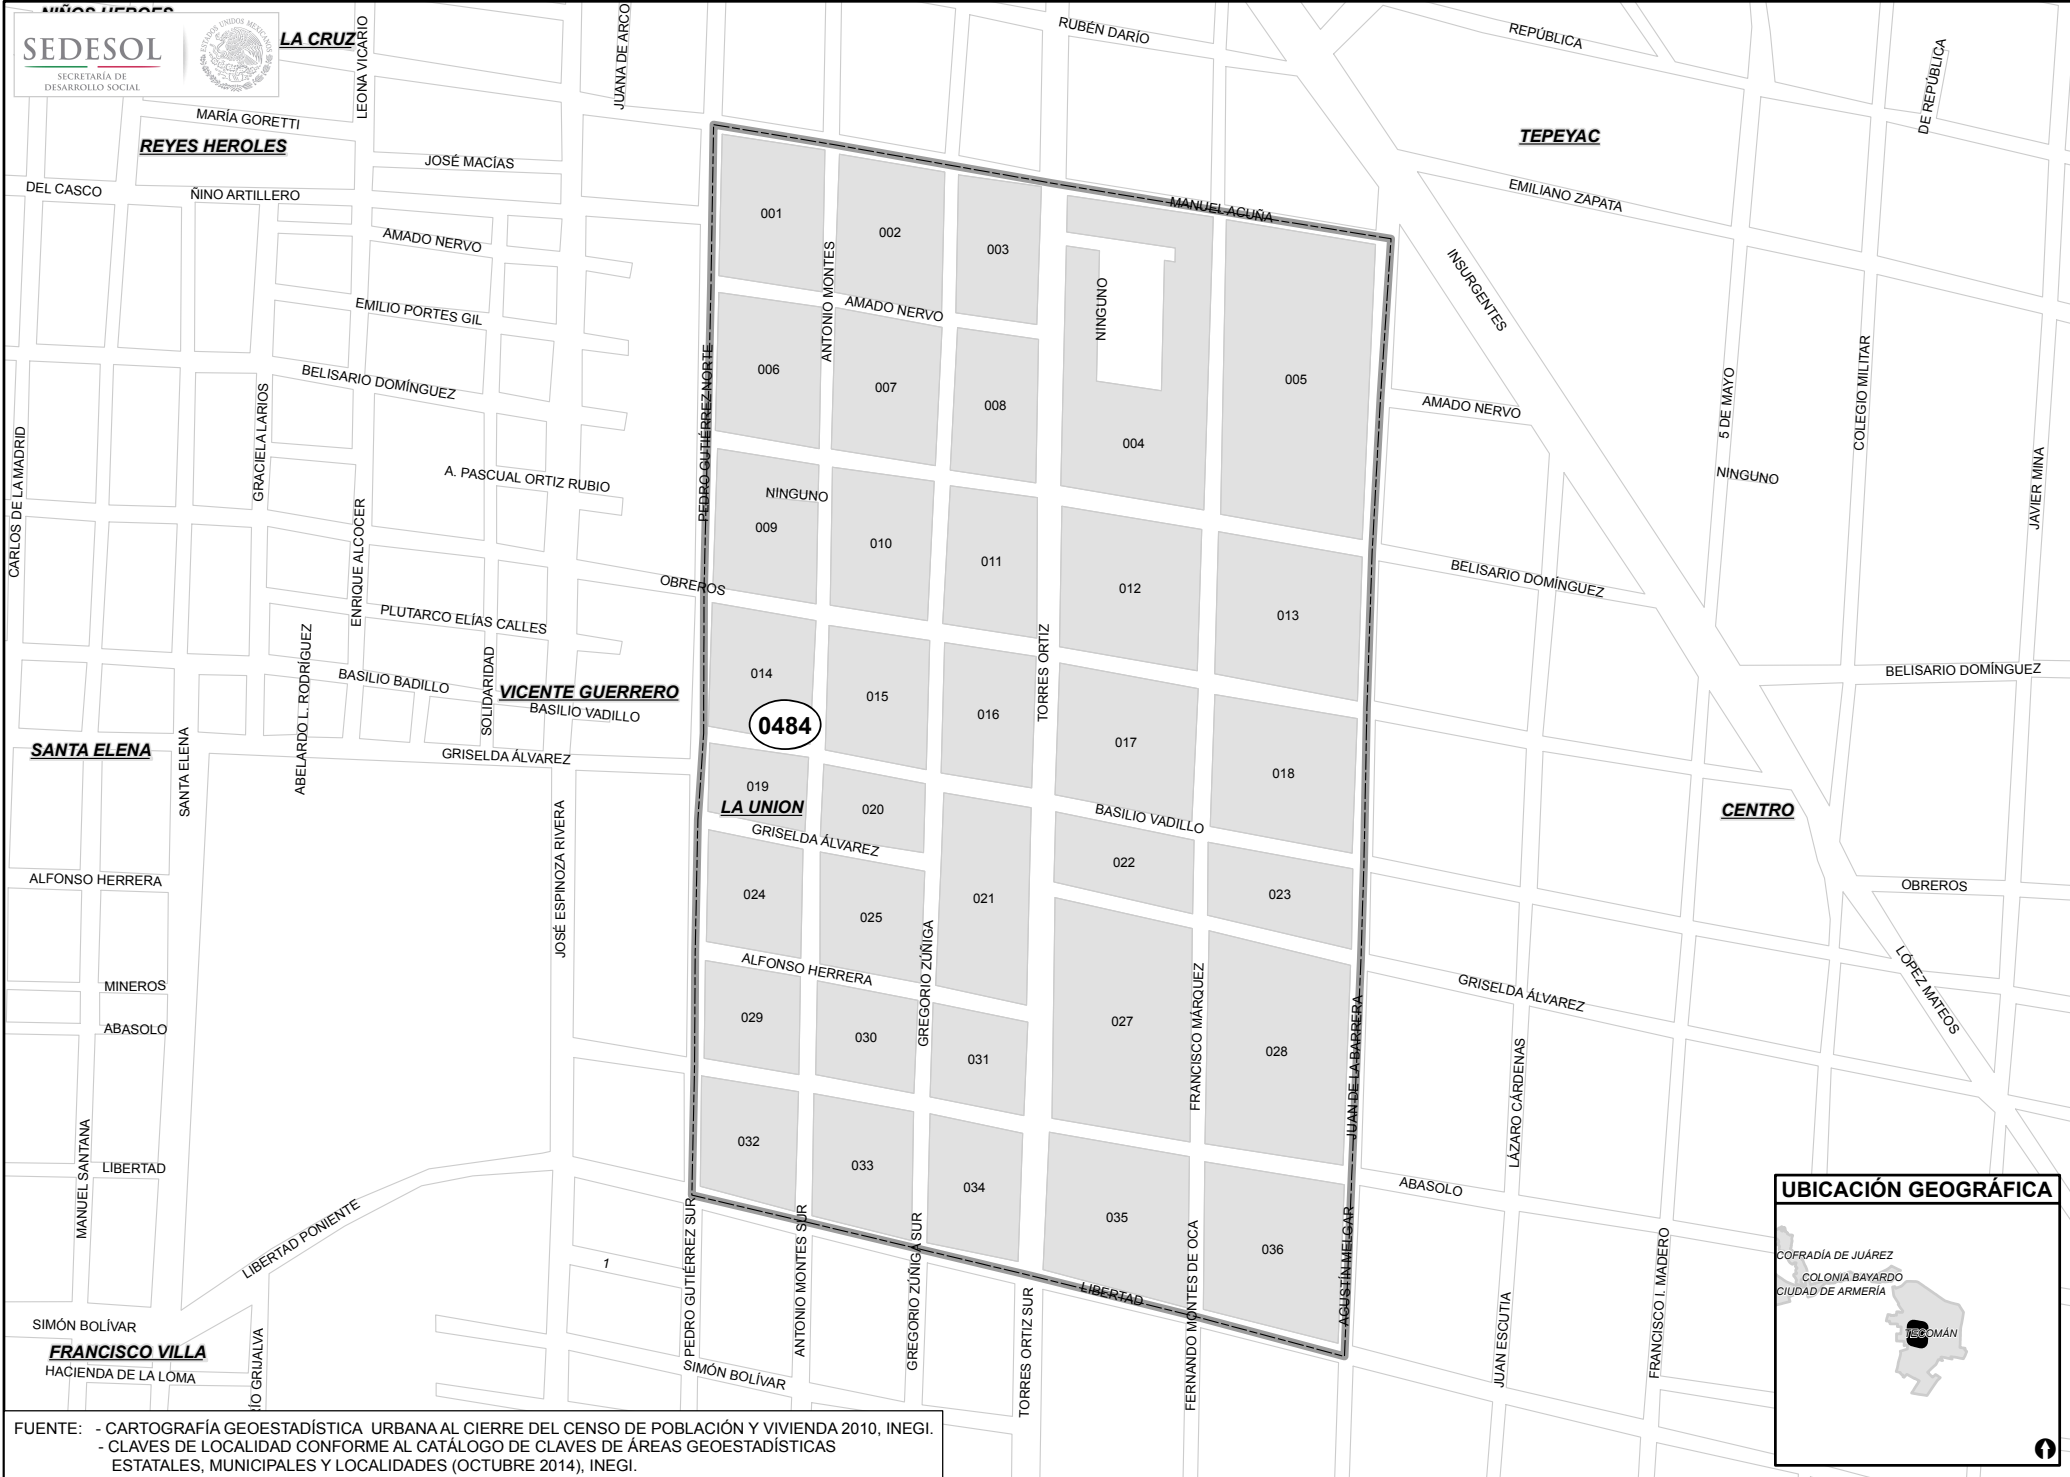 NIÑOS HEROES
SEDESOL
SECRETARÍA DE
DESARROLLO SOCIAL
ESTADOS UNIDOS MEXICANOS
LA CRUZ
LEONA VICARIO
JUANA DE ARCO
RUBÉN DARÍO
REPÚBLICA
DE REPÚBLICA
MARÍA GORETTI
REYES HEROLES
JOSÉ MACÍAS
TEPEYAC
DEL CASCO
ÑINO ARTILLERO
EMILIANO ZAPATA
MANUEL ACUÑA
001
002
003
AMADO NERVO
ANTONIO MONTES
NINGUNO
INSURGENTES
EMILIO PORTES GIL
AMADO NERVO
BELISARIO DOMÍNGUEZ
PEDRO GUTIÉRREZ NORTE
006
007
008
005
004
AMADO NERVO
5 DE MAYO
COLEGIO MILITAR
GRACIELA LARIOS
CARLOS DE LA MADRID
A. PASCUAL ORTIZ RUBIO
NINGUNO
NINGUNO
JAVIER MINA
ENRIQUE ALCOCER
009
010
011
012
013
OBREROS
BELISARIO DOMÍNGUEZ
PLUTARCO ELÍAS CALLES
ABELARDO L. RODRÍGUEZ
SOLIDARIDAD
TORRES ORTIZ
BASILIO BADILLO
VICENTE GUERRERO
BASILIO VADILLO
014
015
016
017
018
BELISARIO DOMÍNGUEZ
0484
SANTA ELENA
SANTA ELENA
GRISELDA ÁLVAREZ
019
LA UNION
020
BASILIO VADILLO
CENTRO
GRISELDA ÁLVAREZ
JOSÉ ESPINOZA RIVERA
022
023
024
025
021
ALFONSO HERRERA
OBREROS
GREGORIO ZÚÑIGA
ALFONSO HERRERA
FRANCISCO MÁRQUEZ
JUAN DE LA BARRERA
GRISELDA ÁLVAREZ
LÓPEZ MATEOS
MINEROS
ABASOLO
029
030
031
027
028
LÁZARO CÁRDENAS
MANUEL SANTANA
LIBERTAD
032
033
034
035
036
ABASOLO
LIBERTAD PONIENTE
1
PEDRO GUTIÉRREZ SUR
ANTONIO MONTES SUR
GREGORIO ZÚÑIGA SUR
TORRES ORTIZ SUR
LIBERTAD
FERNANDO MONTES DE OCA
AGUSTÍN MELGAR
JUAN ESCUTIA
FRANCISCO I. MADERO
SIMÓN BOLÍVAR
FRANCISCO VILLA
HACIENDA DE LA LOMA
RÍO GRIJALVA
SIMÓN BOLÍVAR
UBICACIÓN GEOGRÁFICA
COFRADÍA DE JUÁREZ
COLONIA BAYARDO
CIUDAD DE ARMERÍA
TECOMÁN
FUENTE: - CARTOGRAFÍA GEOESTADÍSTICA URBANA AL CIERRE DEL CENSO DE POBLACIÓN Y VIVIENDA 2010, INEGI.
- CLAVES DE LOCALIDAD CONFORME AL CATÁLOGO DE CLAVES DE ÁREAS GEOESTADÍSTICAS
ESTATALES, MUNICIPALES Y LOCALIDADES (OCTUBRE 2014), INEGI.